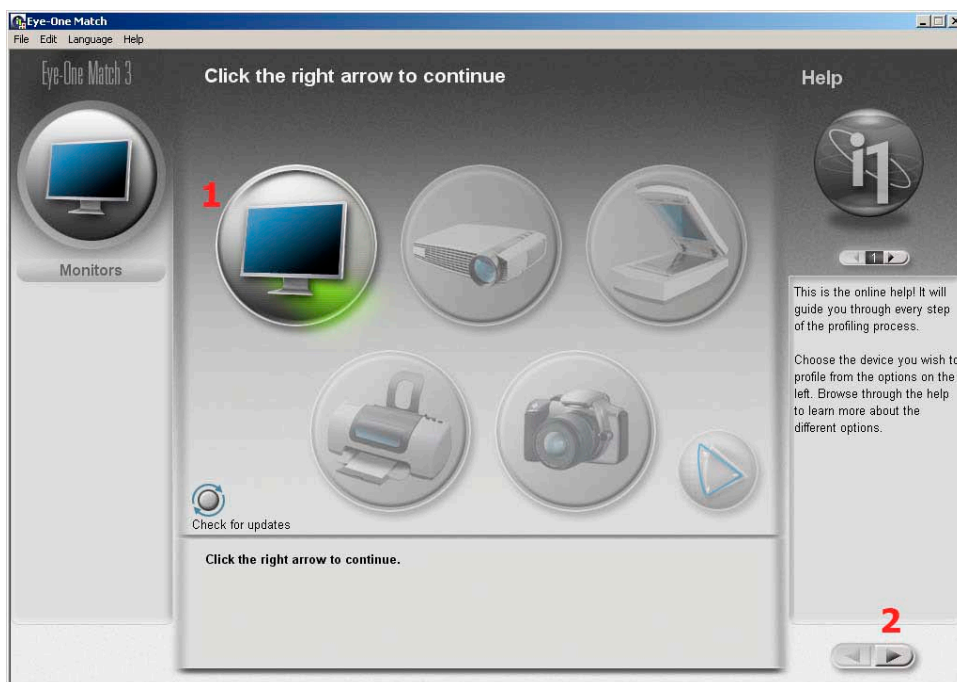 Eye-One Match
File Edit Language Help
Eye-One Match 3
Click the right arrow to continue
Help
1
i1
1
Monitors
This is the online help! It will
guide you through every step
of the profiling process.
Choose the device you wish to
profile from the options on the
left. Browse through the help
to learn more about the
different options.
Check for updates
Click the right arrow to continue.
2